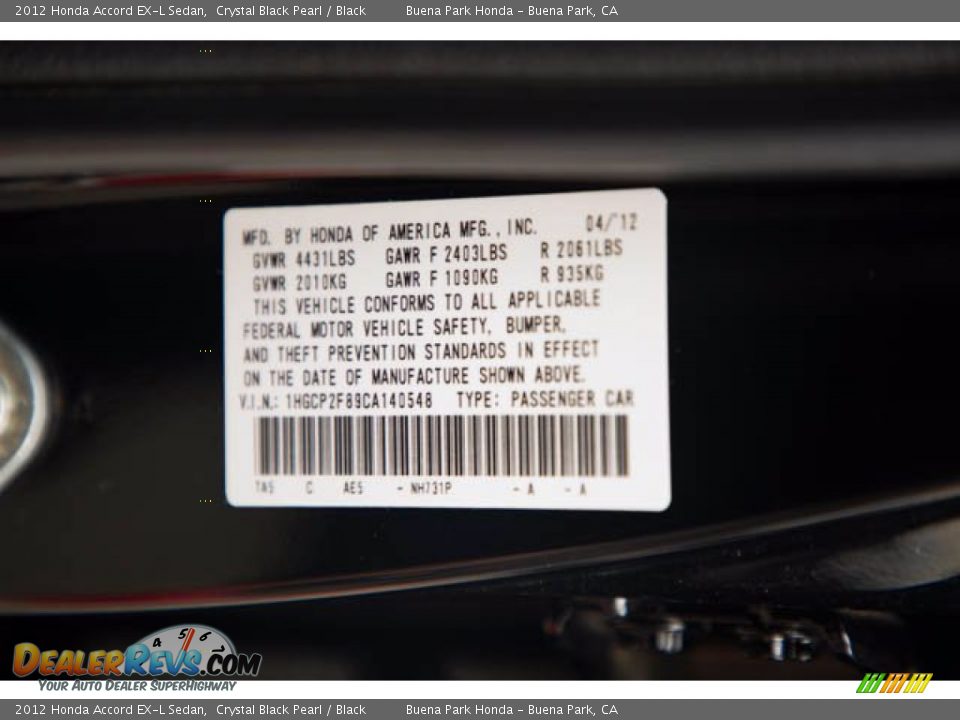 2012 Honda Accord EX-L Sedan, Crystal Black Pearl / Black Buena Park Honda - Buena Park, CA
MFD. BY HONDA OF AMERICA MFG., INC. 04/12
GVWR 4431LBS GAWR F 2403LBS R 2061LBS
GVWR 2010KG GAWR F 1090KG R 935KG
THIS VEHICLE CONFORMS TO ALL APPLICABLE
FEDERAL MOTOR VEHICLE SAFETY, BUMPER,
AND THEFT PREVENTION STANDARDS IN EFFECT
ON THE DATE OF MANUFACTURE SHOWN ABOVE.
V.I.N.: 1HGCP2F89CA140548 TYPE: PASSENGER CAR
TA5 C AE5 - NH731P - A - A
4 5 6
DEALERREVS.COM
YOUR AUTO DEALER SUPERHIGHWAY
2012 Honda Accord EX-L Sedan, Crystal Black Pearl / Black Buena Park Honda - Buena Park, CA